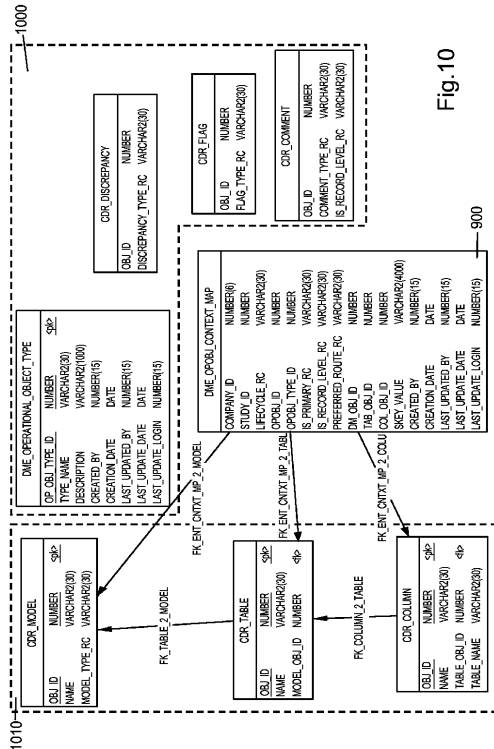 1000
DME_OPERATIONAL_OBJECT_TYPE
OP_OBJ_TYPE_ID NUMBER <pk>
TYPE_NAME VARCHAR2(30)
DESCRIPTION VARCHAR2(1000)
CREATED_BY NUMBER(15)
CREATION_DATE DATE
LAST_UPDATED_BY NUMBER(15)
LAST_UPDATE_DATE DATE
LAST_UPDATE_LOGIN NUMBER(15)
CDR_DISCREPANCY
OBJ_ID NUMBER
DISCREPANCY_TYPE_RC VARCHAR2(30)
CDR_FLAG
OBJ_ID NUMBER
FLAG_TYPE_RC VARCHAR2(30)
CDR_COMMENT
OBJ_ID NUMBER
COMMENT_TYPE_RC VARCHAR2(30)
IS_RECORD_LEVEL_RC VARCHAR2(30)
1010
CDR_MODEL
OBJ_ID NUMBER <pk>
NAME VARCHAR2(30)
MODEL_TYPE_RC VARCHAR2(30)
FK_TABLE_2_MODEL
CDR_TABLE
OBJ_ID NUMBER <pk>
NAME VARCHAR2(30)
MODEL_OBJ_ID NUMBER <fk>
FK_COLUMN_2_TABLE
CDR_COLUMN
OBJ_ID NUMBER <pk>
NAME VARCHAR2(30)
TABLE_OBJ_ID NUMBER <fk>
TABLE_NAME VARCHAR2(30)
FK_ENT_CNTXT_MP_2_MODEL
FK_ENT_CNTXT_MP_2_TABL
FK_ENT_CNTXT_MP_2_COLU
DME_OPOBJ_CONTEXT_MAP
COMPANY_ID NUMBER(6)
STUDY_ID NUMBER
LIFECYCLE_RC VARCHAR2(30)
OPOBJ_ID NUMBER
OPOBJ_TYPE_ID NUMBER
IS_PRIMARY_RC VARCHAR2(30)
IS_RECORD_LEVEL_RC VARCHAR2(30)
PREFERRED_ROUTE_RC VARCHAR2(30)
DM_OBJ_ID NUMBER
TAB_OBJ_ID NUMBER
COL_OBJ_ID NUMBER
SKEY_VALUE VARCHAR2(4000)
CREATED_BY NUMBER(15)
CREATION_DATE DATE
LAST_UPDATED_BY NUMBER(15)
LAST_UPDATE_DATE DATE
LAST_UPDATE_LOGIN NUMBER(15)
900
Fig.10